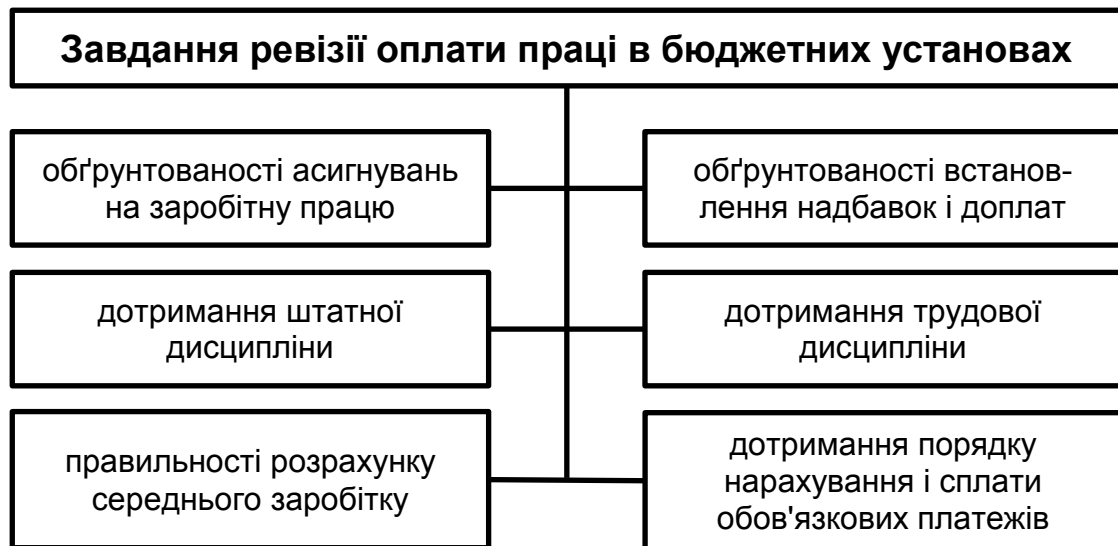 Завдання ревізії оплати праці в бюджетних установах
обґрунтованості асигнувань
на заробітну працю
обґрунтованості встанов-
лення надбавок і доплат
дотримання штатної
дисципліни
дотримання трудової
дисципліни
правильності розрахунку
середнього заробітку
дотримання порядку
нарахування і сплати
обов'язкових платежів